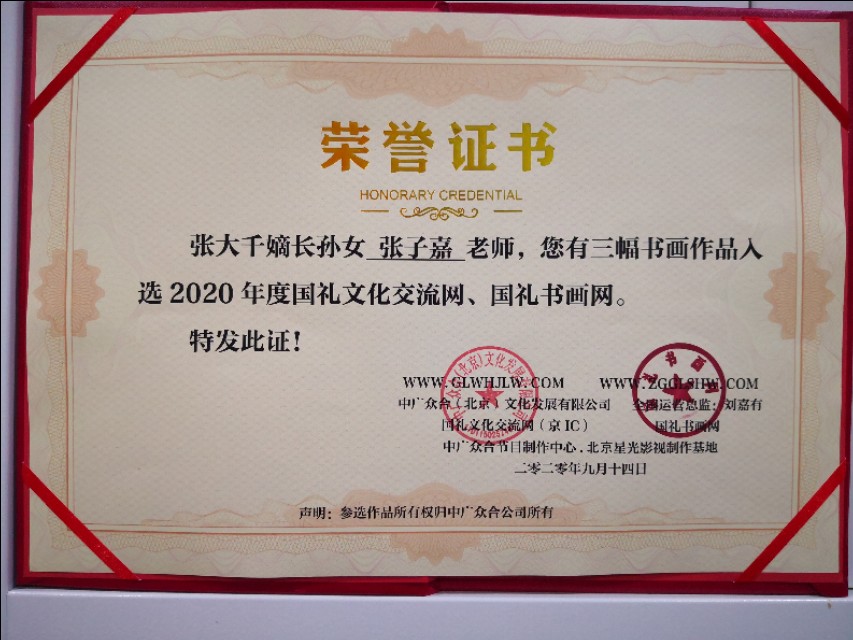 荣誉证书
HONORARY CREDENTIAL
张大千嫡长孙女 张子嘉 老师，您有三幅书画作品入
选 2020 年度国礼文化交流网、国礼书画网。
特发此证！
WWW.GLWHJLW.COM WWW.ZGGLSHW.COM
中广众合（北京）文化发展有限公司 全国运营总监：刘嘉有
国礼文化交流网（京IC） 国礼书画网
中广众合节目制作中心．北京星光影视制作基地
二零二零年九月十四日
声明：参选作品所有权归中广众合公司所有